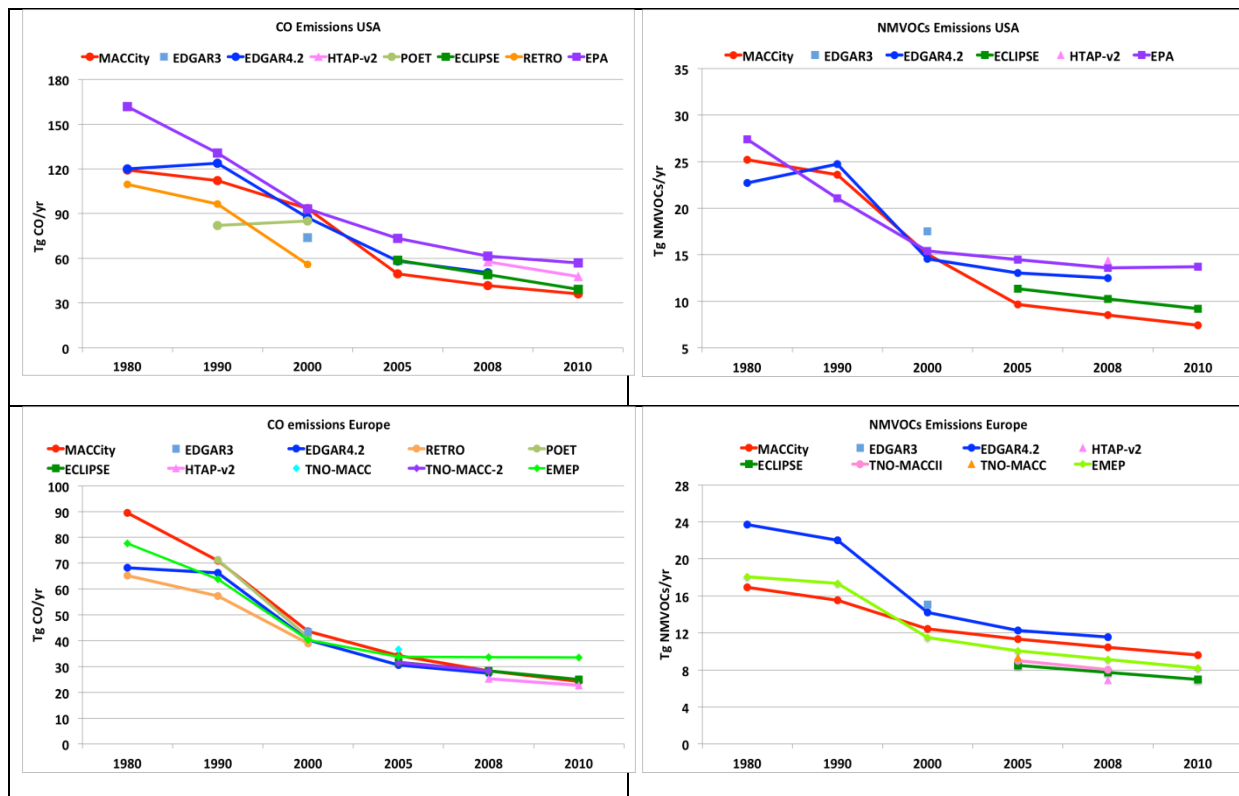 CO Emissions USA
MACCity EDGAR3 EDGAR4.2 HTAP-v2 POET ECLIPSE RETRO EPA
180
150
120
90
60
30
0
Tg CO/yr
1980 1990 2000 2005 2008 2010
NMVOCs Emissions USA
MACCity EDGAR3 EDGAR4.2 ECLIPSE HTAP-v2 EPA
35
30
25
20
15
10
5
Tg NMVOCs/yr
1980 1990 2000 2005 2008 2010
CO emissions Europe
MACCity EDGAR3 EDGAR4.2 RETRO POET
ECLIPSE HTAP-v2 TNO-MACC TNO-MACC-2 EMEP
100
90
80
70
60
50
40
30
20
10
0
Tg CO/yr
1980 1990 2000 2005 2008 2010
NMVOCs Emissions Europe
MACCity EDGAR3 EDGAR4.2 HTAP-v2
ECLIPSE TNO-MACCII TNO-MACC EMEP
28
24
20
16
12
8
4
0
Tg NMVOCs/yr
1980 1990 2000 2005 2008 2010